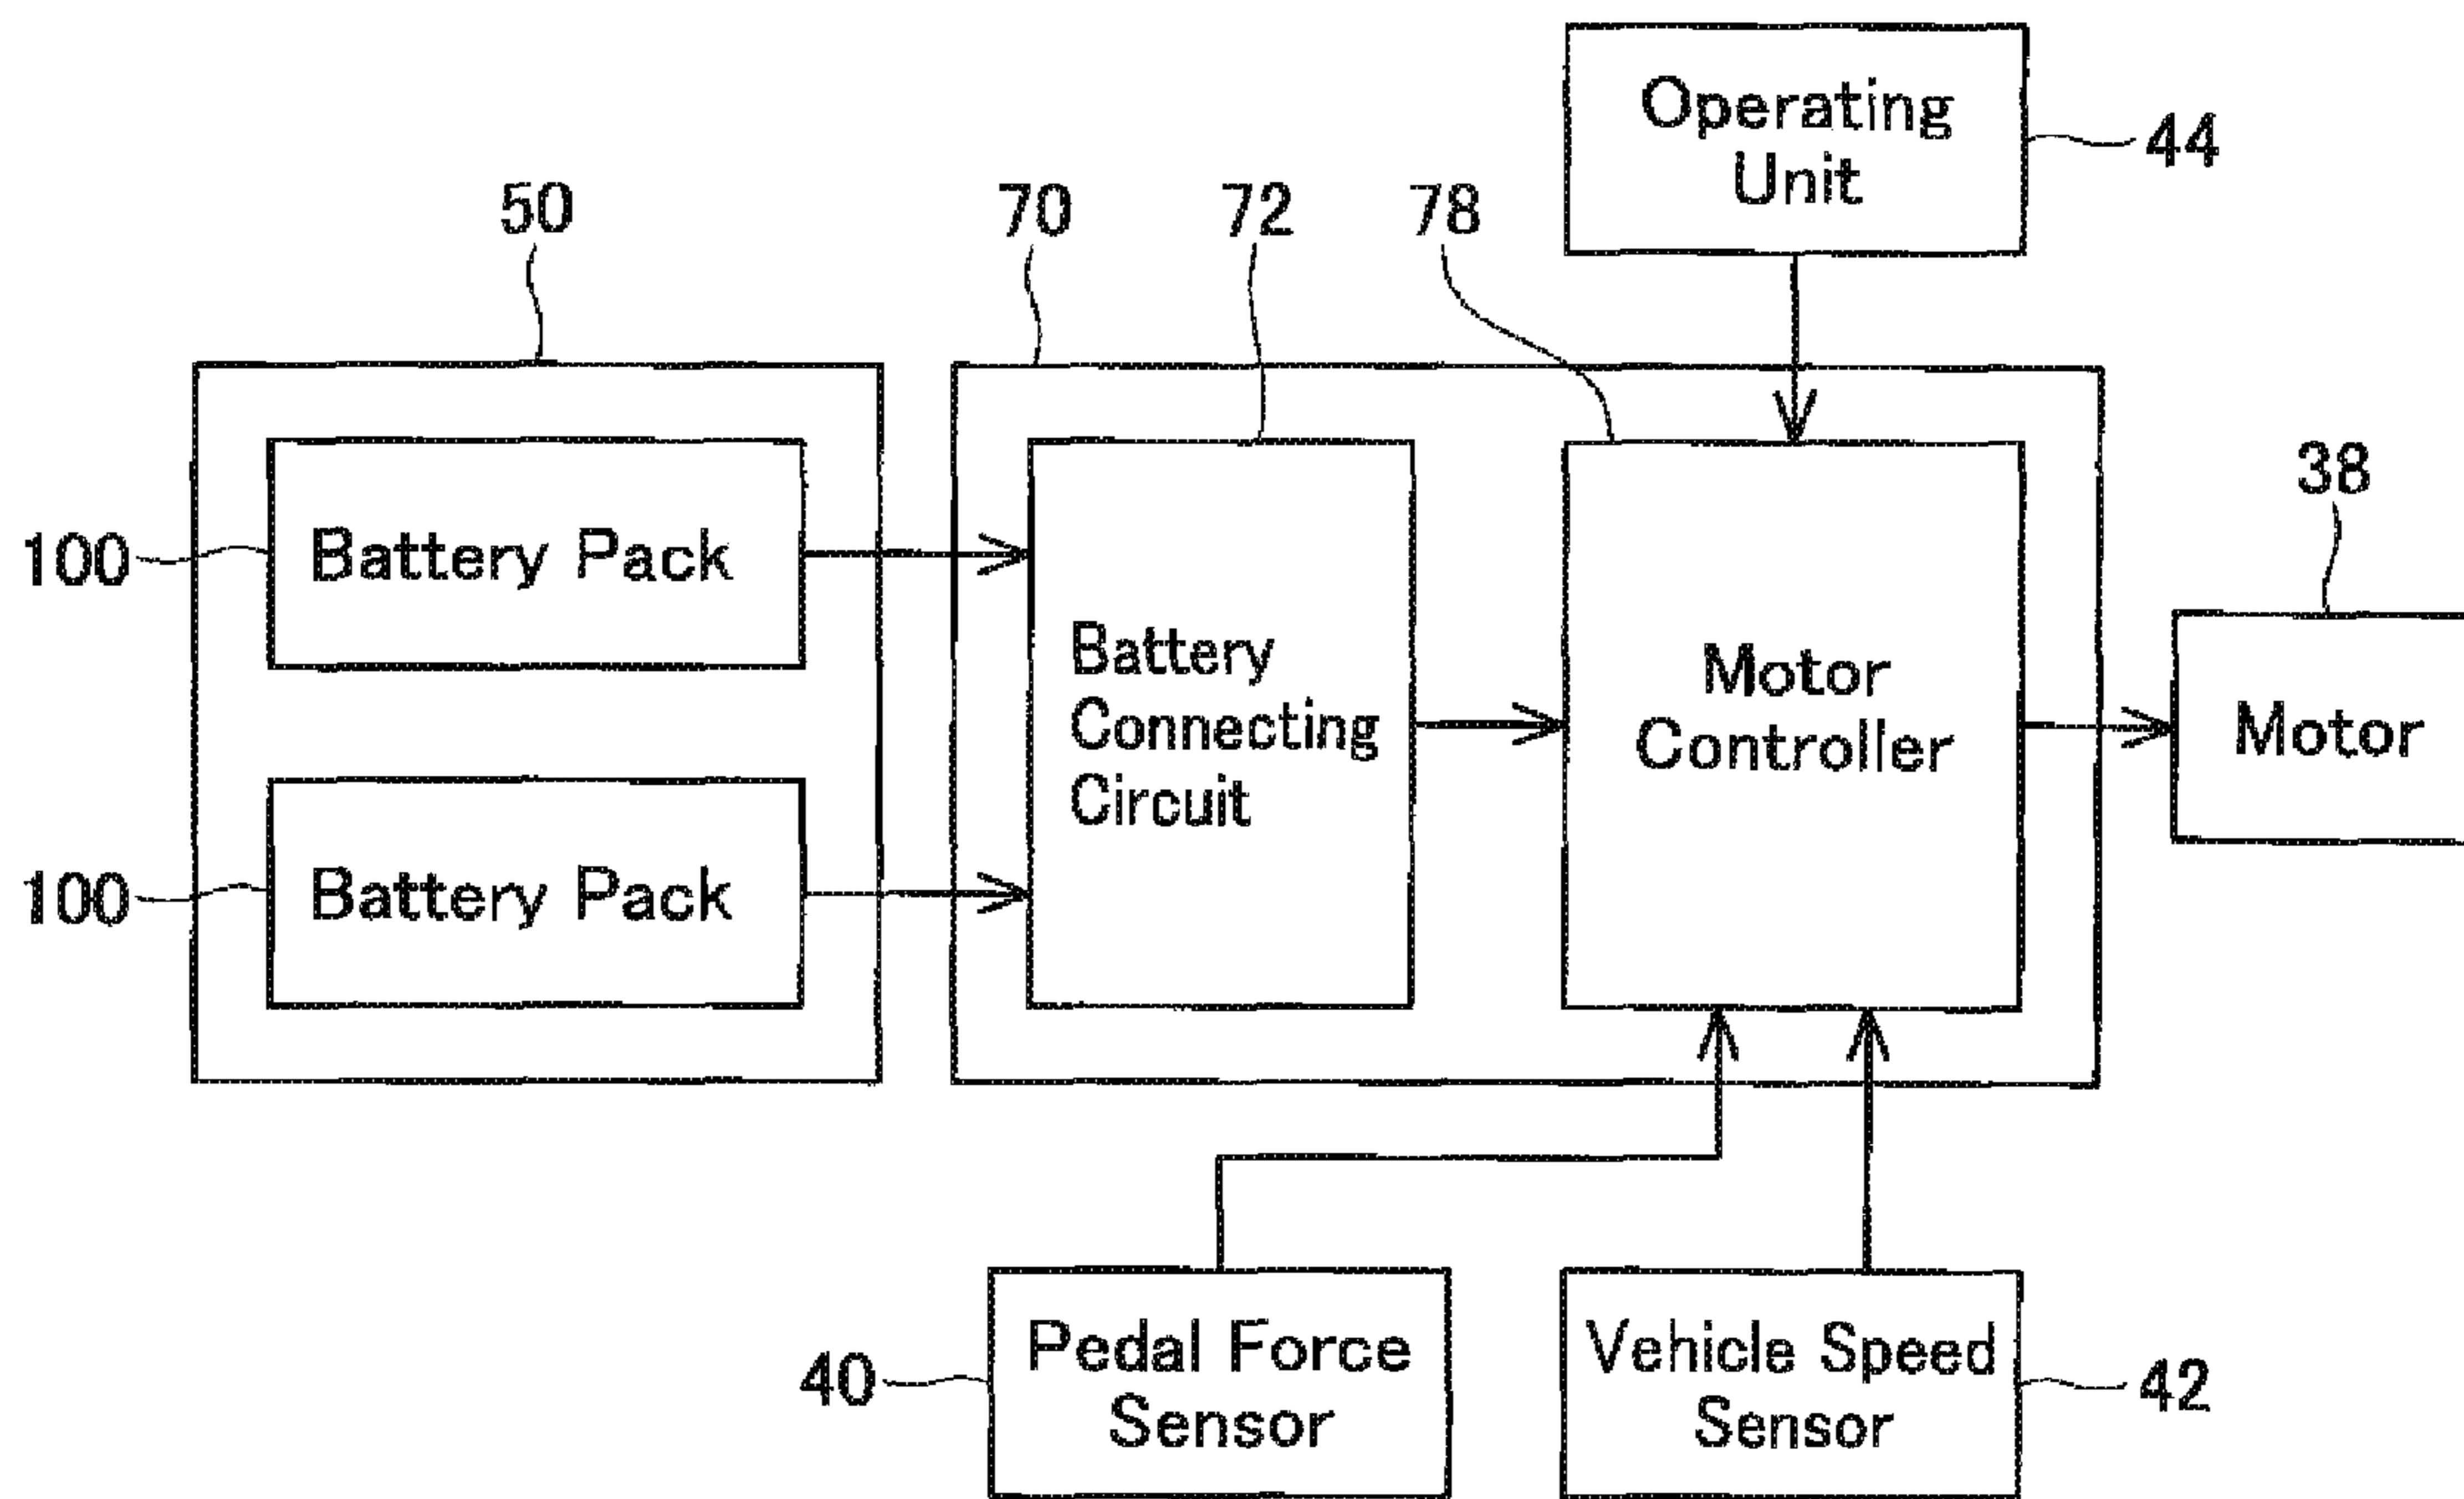 Operating
Unit
44
50
70
72
78
38
100
Battery Pack
Battery
Connecting
Circuit
Motor
Controller
Motor
100
Battery Pack
40
Pedal Force
Sensor
Vehicle Speed
Sensor
42